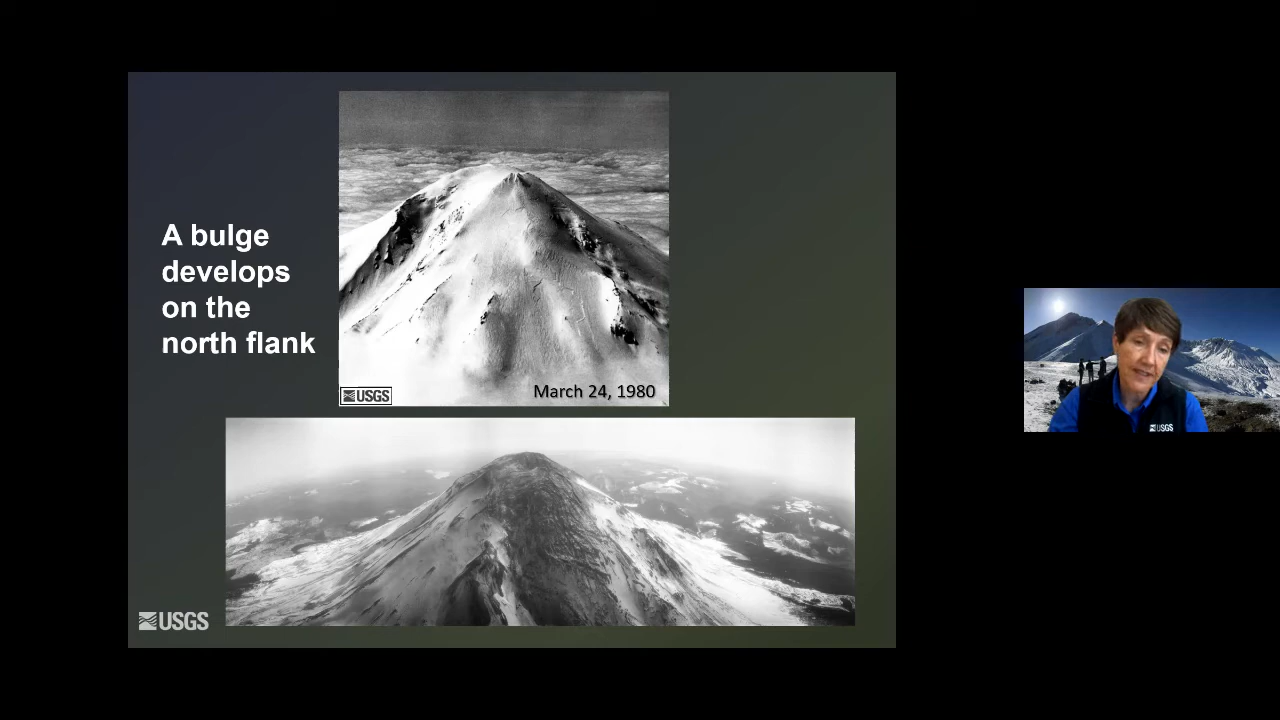 A bulge
develops
on the
north flank
USGS
March 24, 1980
USGS
USGS